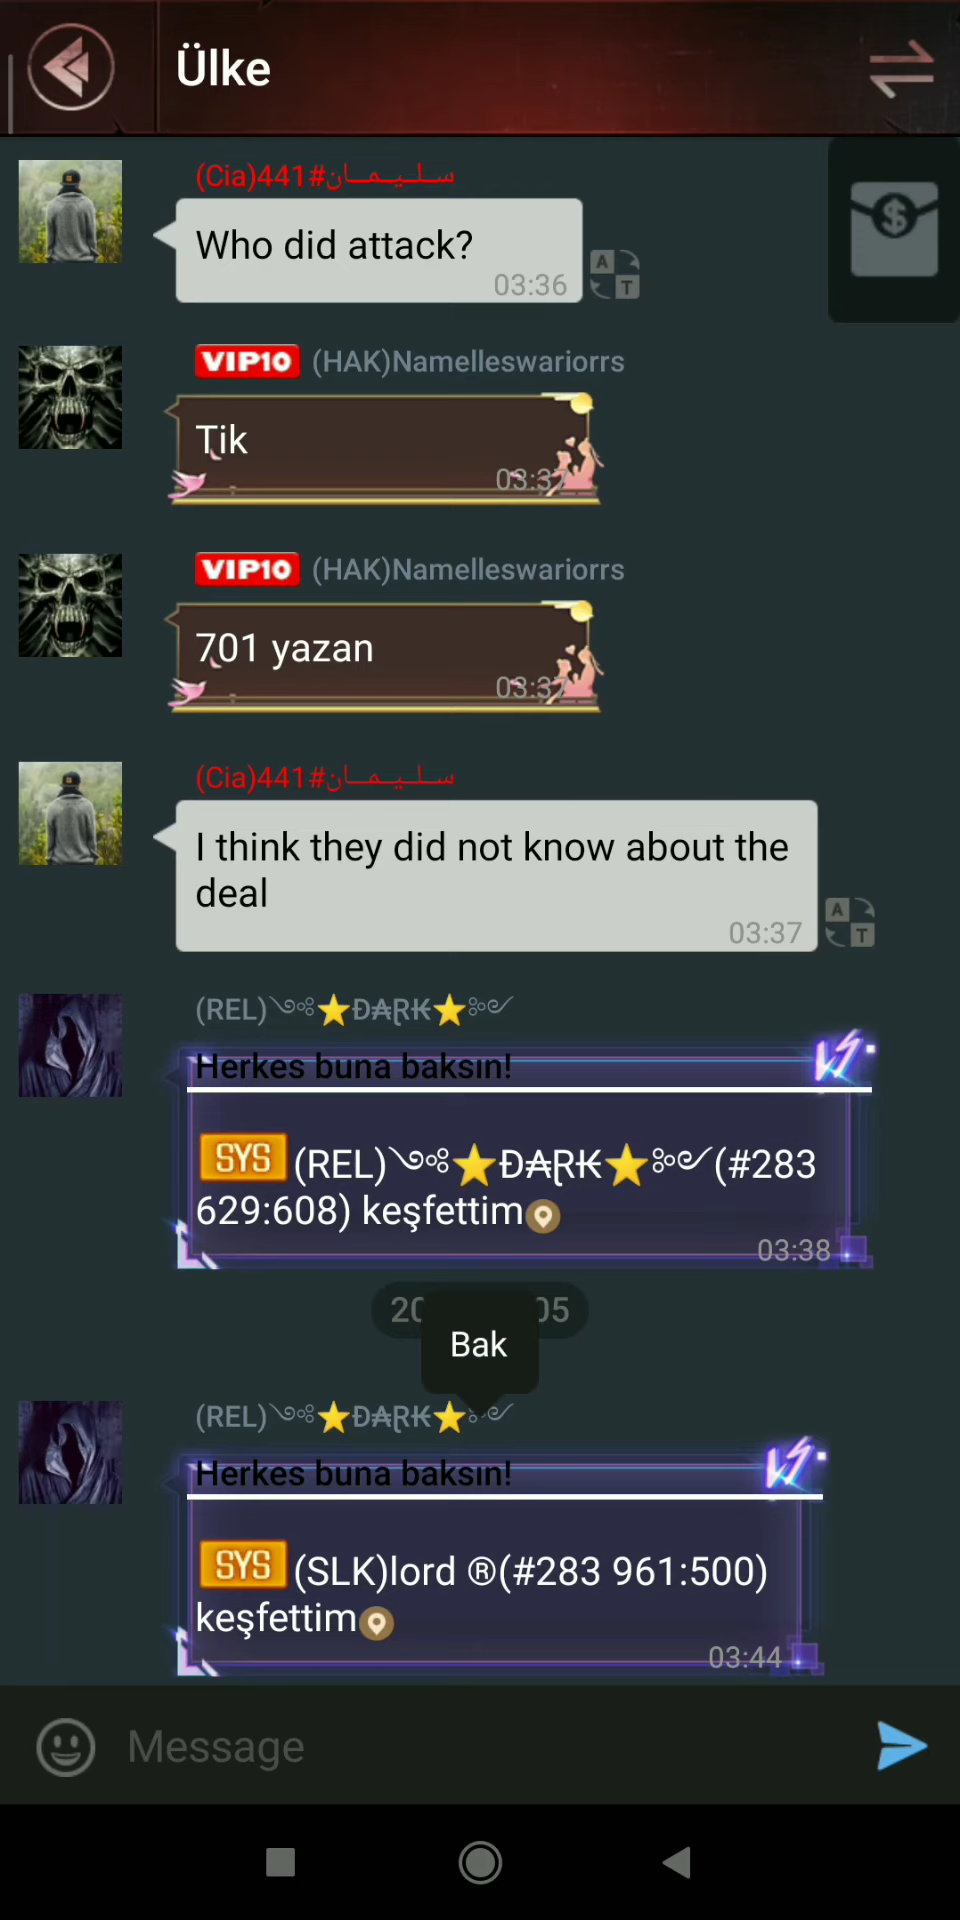 Ülke
(Cia)441#سليمان
Who did attack?
03:36
VIP10 (HAK)Namelleswariorrs
Tik
03:37
VIP10 (HAK)Namelleswariorrs
701 yazan
03:37
(Cia)441#سليمان
I think they did not know about the
deal
03:37
(REL)༄༗⭐Đ₳ⱤK⭐༗࿐
Herkes buna baksın!
SYS (REL)༄༗⭐Đ₳ⱤK⭐༗࿐(#283
629:608) keşfettim
03:38
Bak
(REL)༄༗⭐Đ₳ⱤK⭐༗࿐
Herkes buna baksın!
SYS (SLK)lord ®(#283 961:500)
keşfettim
03:44
Message